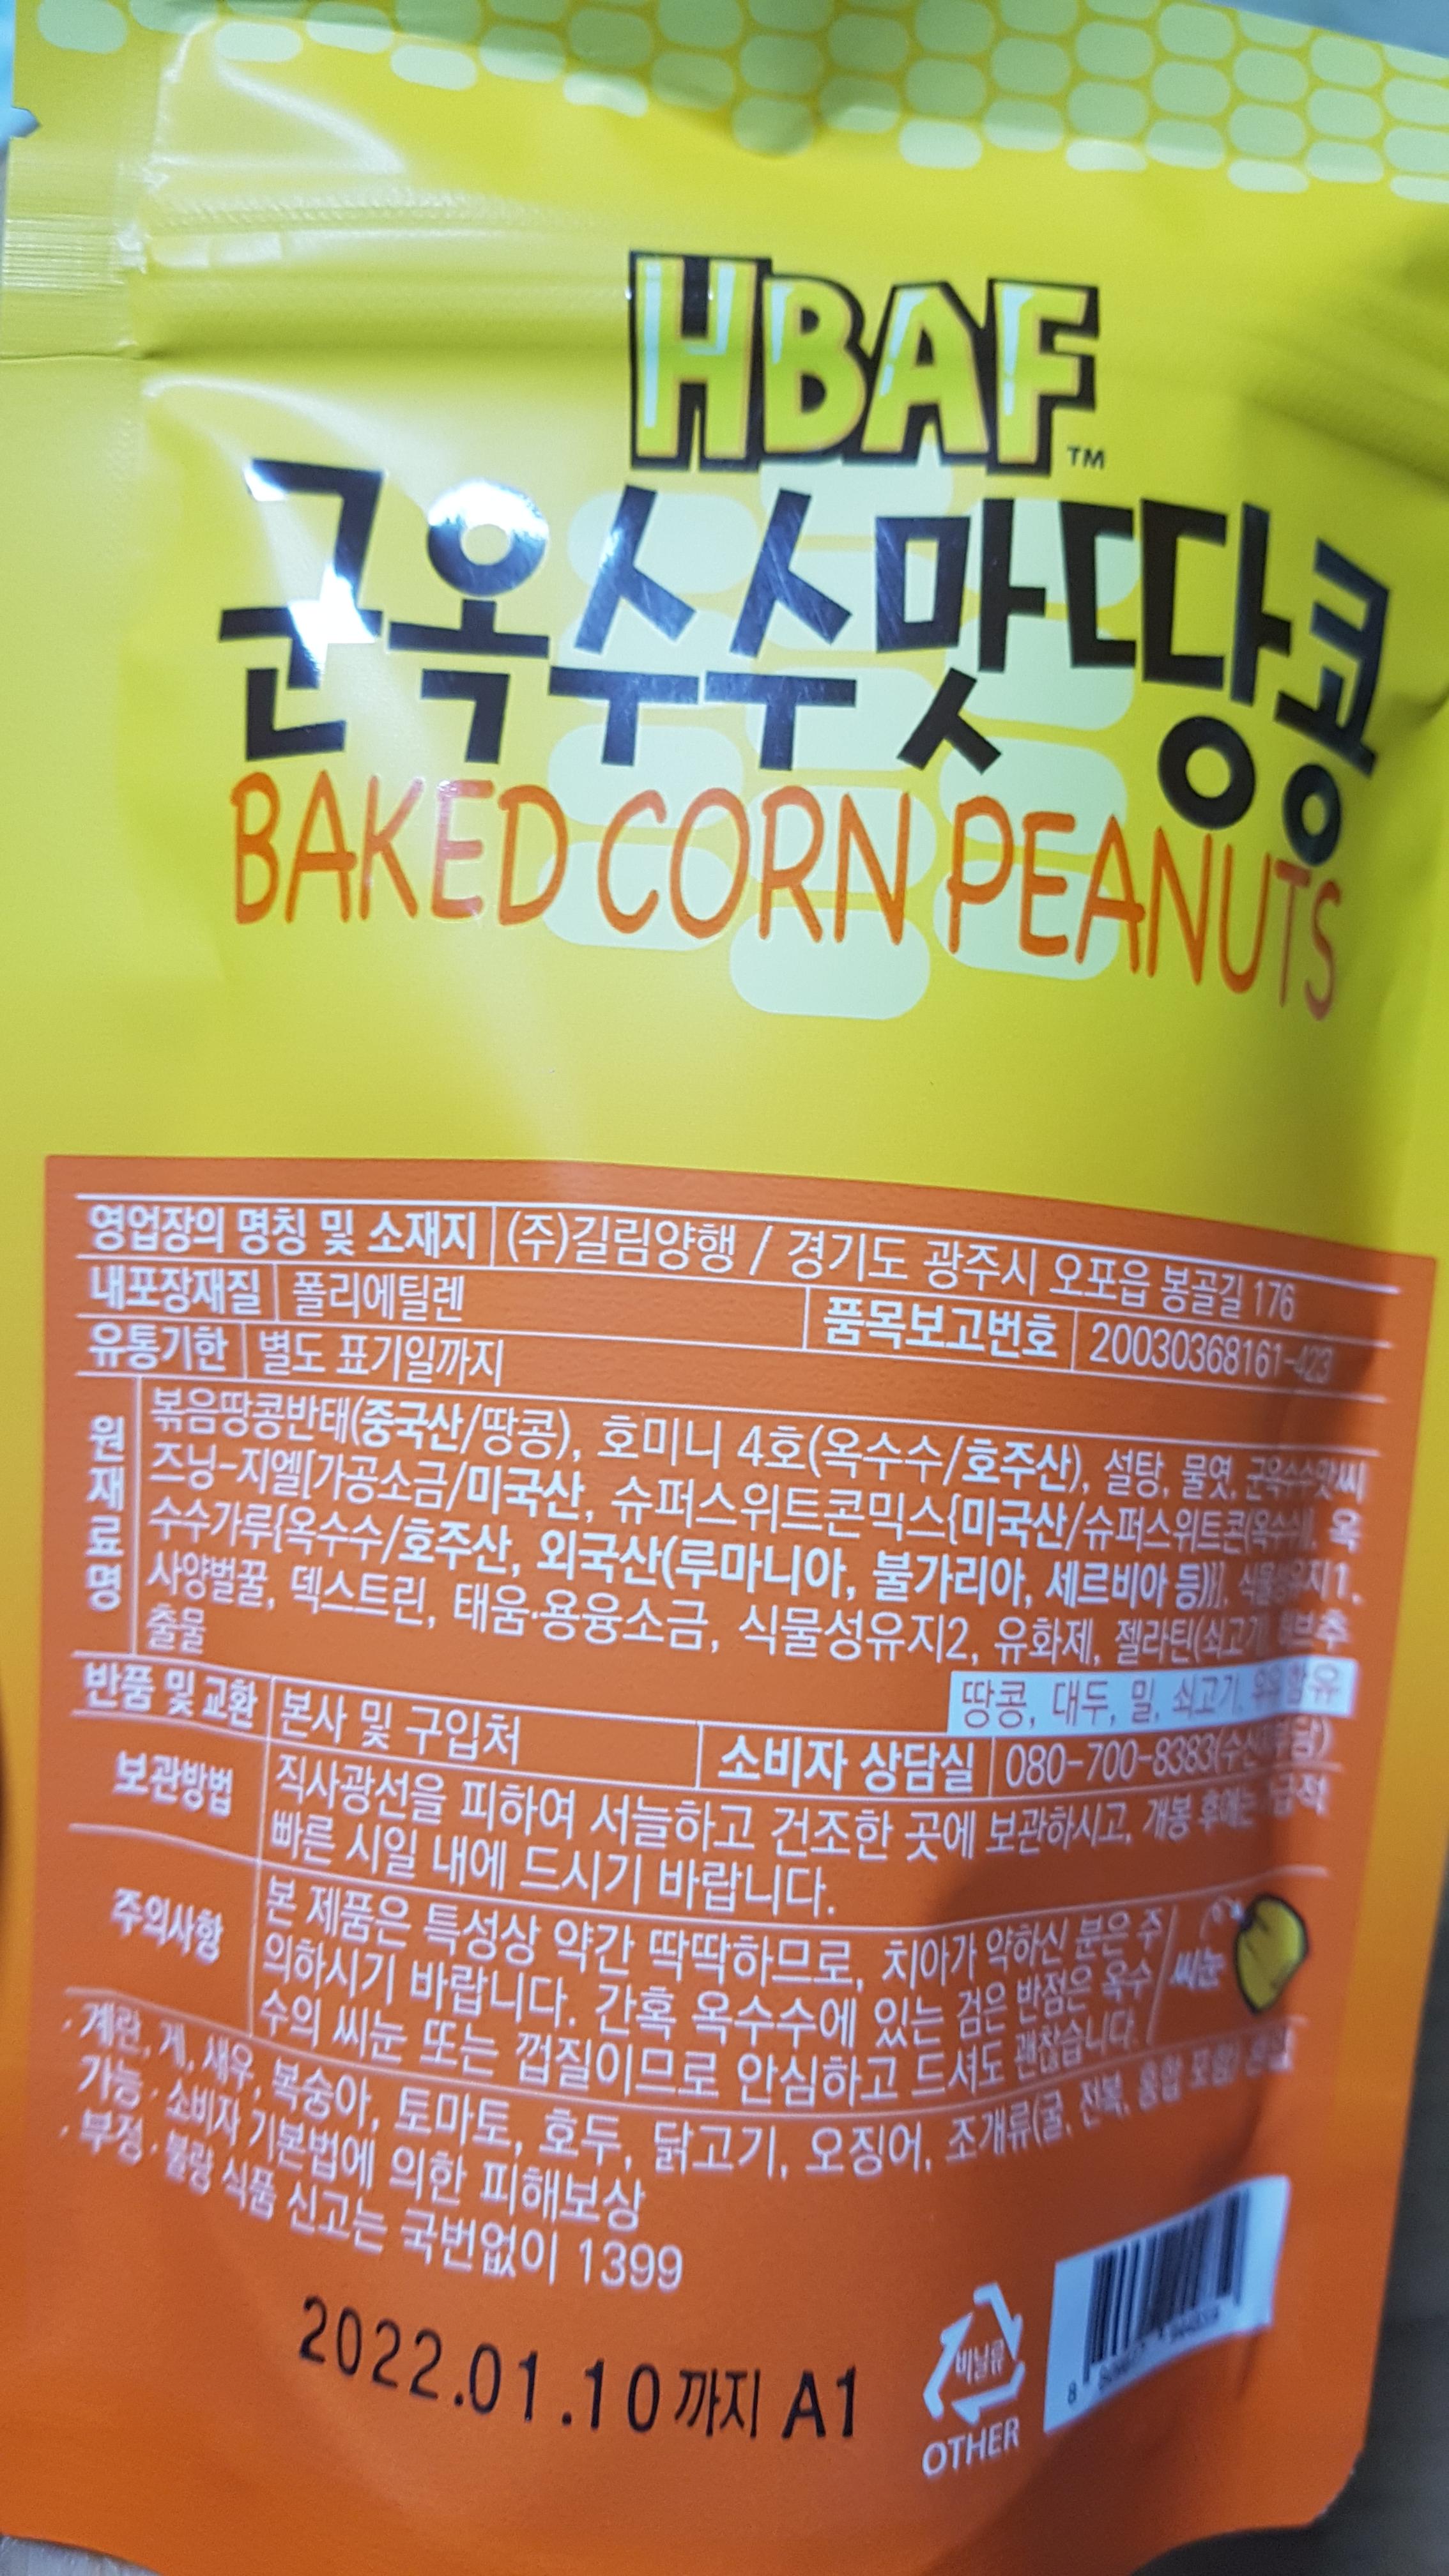 HBAF™
군옥수수맛땅콩
BAKED CORN PEANUTS
영업장의 명칭 및 소재지 (주)길림양행 / 경기도 광주시 오포읍 봉골길 176
내포장재질 폴리에틸렌 품목보고번호 20030368161-423
유통기한 별도 표기일까지
원재료명
볶음땅콩반태(중국산/땅콩), 호미니 4호(옥수수/호주산), 설탕, 물엿, 군옥수수맛씨
즈닝-지엘[가공소금/미국산, 슈퍼스위트콘믹스{미국산/슈퍼스위트콘(옥수수)}, 옥
수수가루{옥수수/호주산, 외국산(루마니아, 불가리아, 세르비아 등)}], 식물성유지1,
사양벌꿀, 덱스트린, 태움·용융소금, 식물성유지2, 유화제, 젤라틴(쇠고기), 허브추
출물
땅콩, 대두, 밀, 쇠고기, 우유 함유
반품 및 교환 본사 및 구입처 소비자 상담실 080-700-8383(수신자부담)
보관방법 직사광선을 피하여 서늘하고 건조한 곳에 보관하시고, 개봉 후에는
빠른 시일 내에 드시기 바랍니다.
주의사항 본 제품은 특성상 약간 딱딱하므로, 치아가 약하신 분은 주
의하시기 바랍니다. 간혹 옥수수에 있는 검은 반점은 옥수
수의 씨눈 또는 껍질이므로 안심하고 드셔도 괜찮습니다.
씨눈
· 계란, 게, 새우, 복숭아, 토마토, 호두, 닭고기, 오징어, 조개류(굴, 전복, 홍합 포함)
가능 · 소비자 기본법에 의한 피해보상
· 부정 · 불량 식품 신고는 국번없이 1399
2022.01.10까지 A1
비닐류
OTHER
8